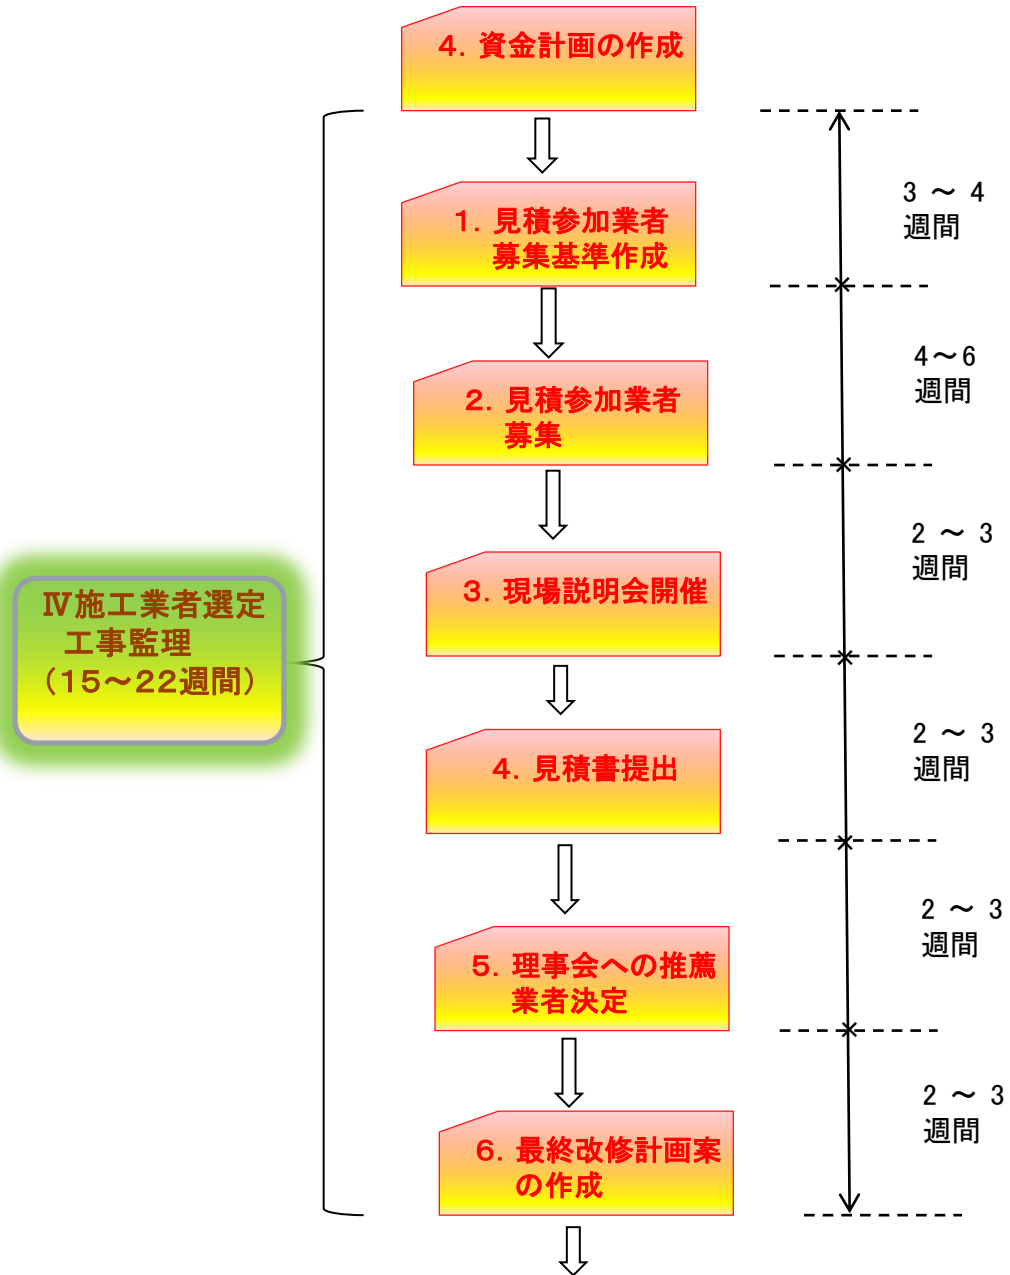 4．資金計画の作成
3 ～ 4
週間
1．見積参加業者
募集基準作成
4～6
週間
2．見積参加業者
募集
2 ～ 3
週間
3．現場説明会開催
Ⅳ施工業者選定
工事監理
（15～22週間）
2 ～ 3
週間
4．見積書提出
2 ～ 3
週間
5．理事会への推薦
業者決定
2 ～ 3
週間
6．最終改修計画案
の作成